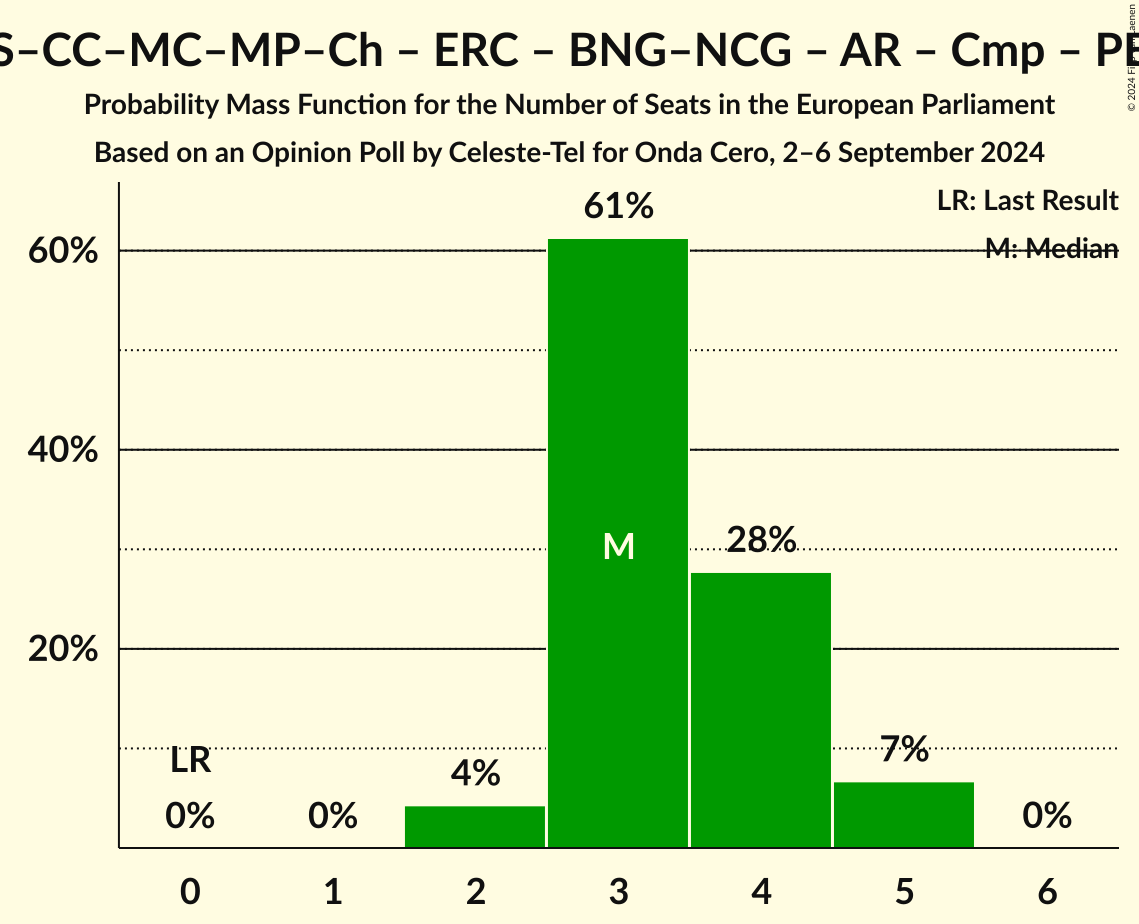 S–CC–MC–MP–Ch – ERC – BNG–NCG – AR – Cmp –
Probability Mass Function for the Number of Seats in the European Parliament
Based on an Opinion Poll by Celeste-Tel for Onda Cero, 2–6 September 2024
© 2024
LR: Last Result
M: Median
61%
60%
40%
M
28%
20%
LR
7%
4%
0%
0%
0%
0 1 2 3 4 5 6